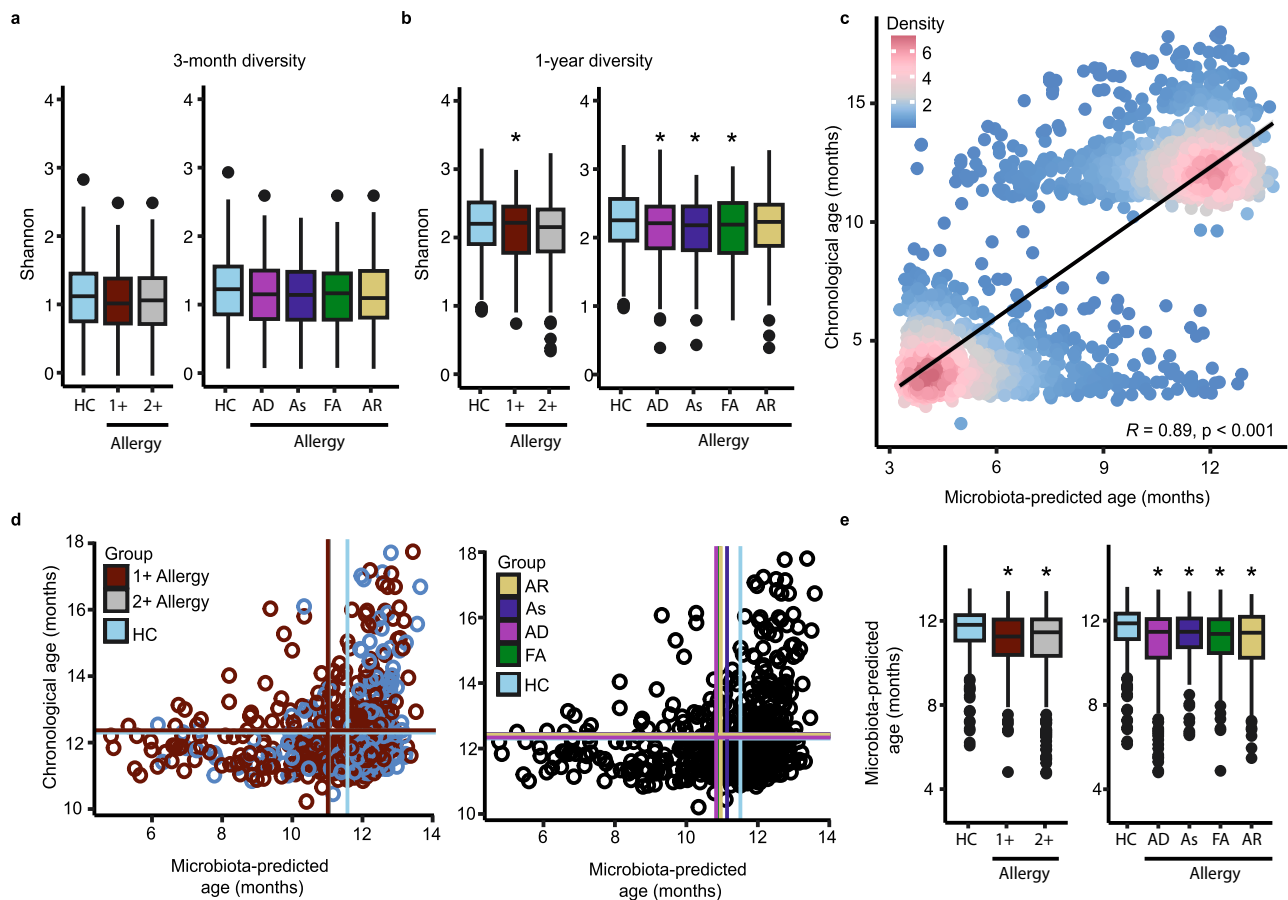 a
3-month diversity
Shannon
4
3
2
1
0
HC 1+ 2+
Allergy
4
3
2
1
0
HC AD As FA AR
Allergy
b
1-year diversity
Shannon
4
3
2
1
0
*
HC 1+ 2+
Allergy
4
3
2
1
0
* * *
HC AD As FA AR
Allergy
c
Density
6
4
2
Chronological age (months)
15
10
5
R = 0.89, p < 0.001
3 6 9 12
Microbiota-predicted age (months)
d
Chronological age (months)
18
16
14
12
10
Group
1+ Allergy
2+ Allergy
HC
6 8 10 12 14
Microbiota-predicted
age (months)
18
16
14
12
10
Group
AR
As
AD
FA
HC
6 8 10 12 14
Microbiota-predicted
age (months)
e
Microbiota-predicted
age (months)
12
8
4
* *
HC 1+ 2+
Allergy
12
8
4
* * * *
HC AD As FA AR
Allergy